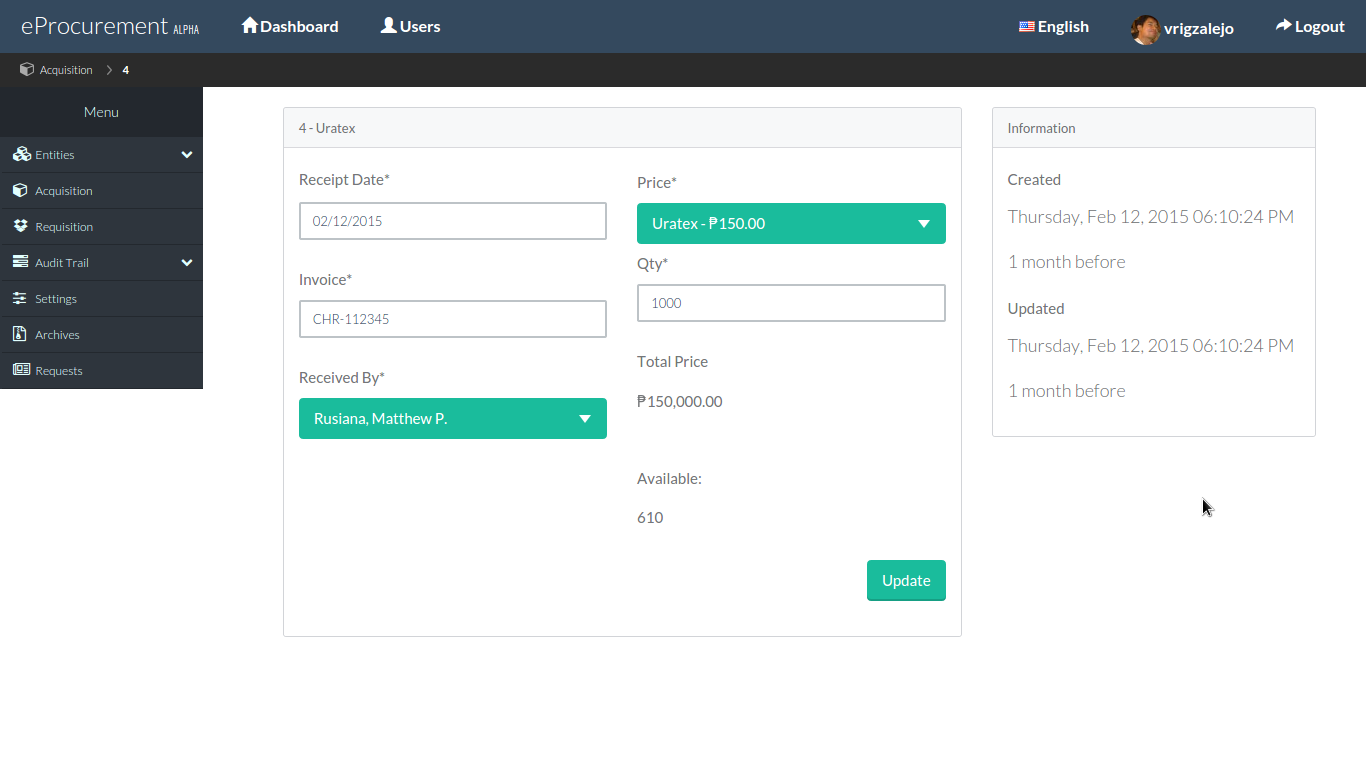 eProcurement ALPHA
Dashboard
Users
English
vrigzalejo
Logout
Acquisition
4
Menu
Entities
Acquisition
Requisition
Audit Trail
Settings
Archives
Requests
4 - Uratex
Receipt Date*
02/12/2015
Invoice*
CHR-112345
Received By*
Rusiana, Matthew P.
Price*
Uratex - ₱150.00
Qty*
1000
Total Price
₱150,000.00
Available:
610
Update
Information
Created
Thursday, Feb 12, 2015 06:10:24 PM
1 month before
Updated
Thursday, Feb 12, 2015 06:10:24 PM
1 month before